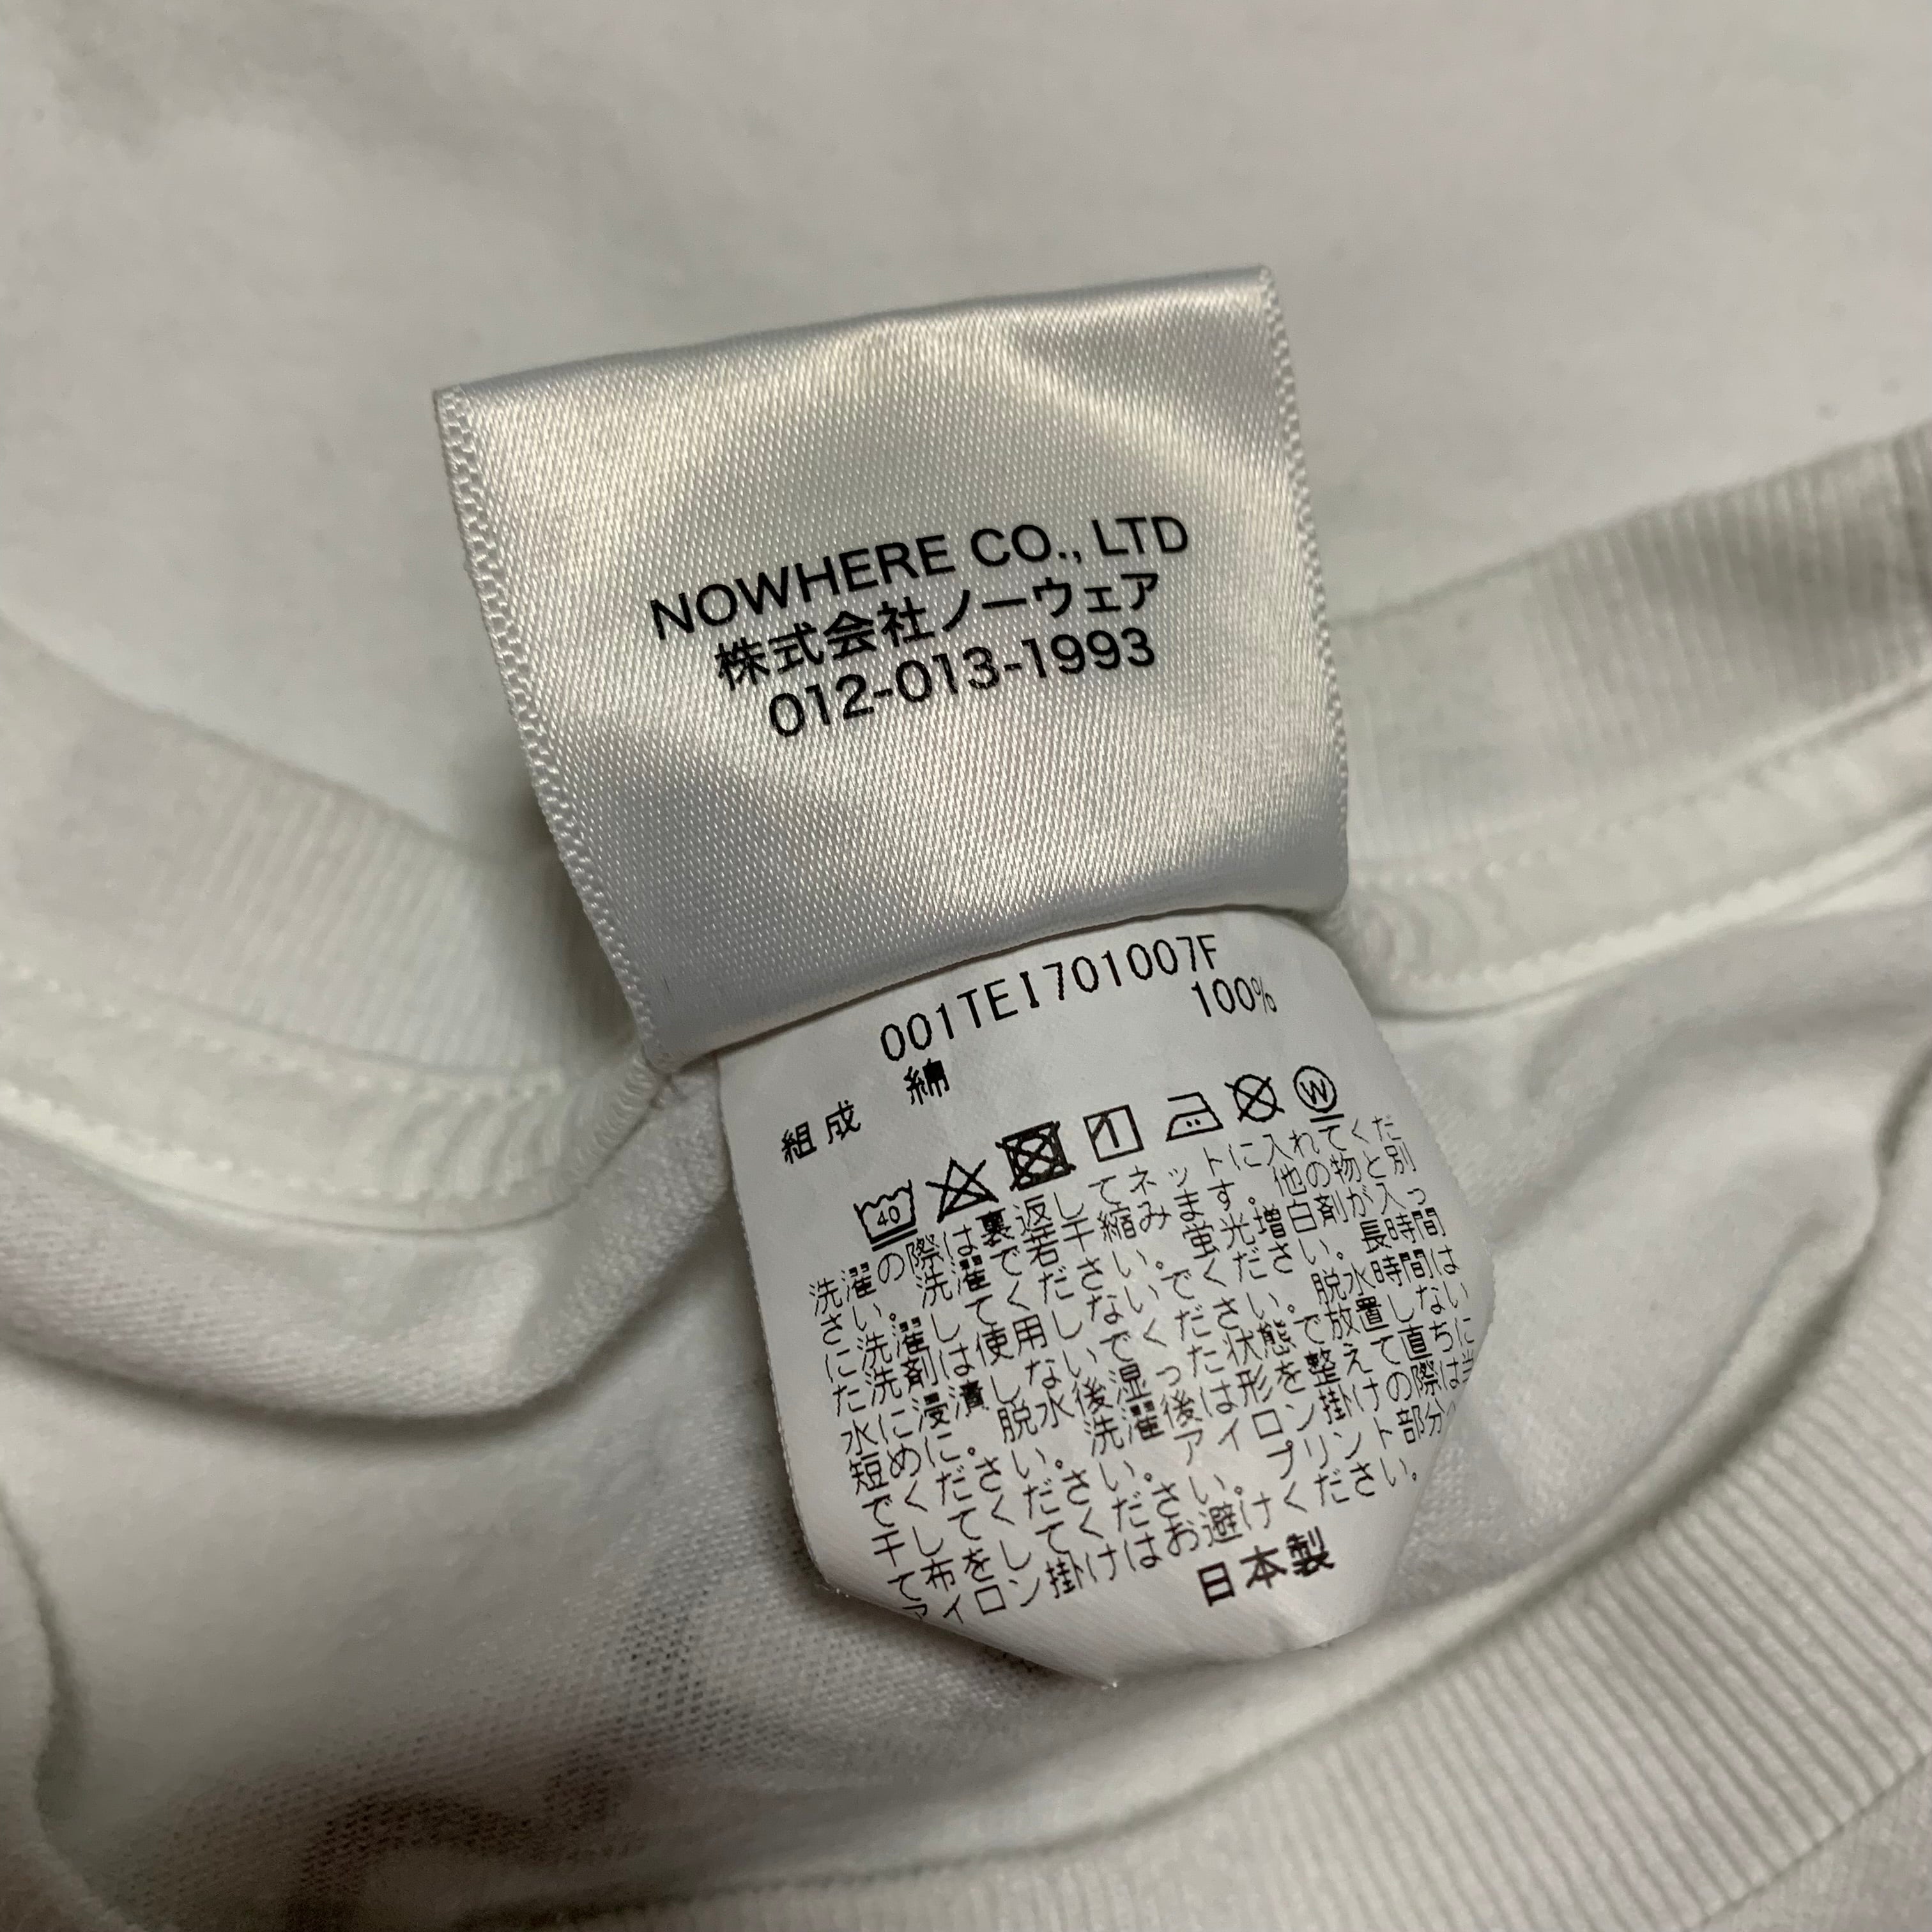 NOWHERE CO., LTD
株式会社ノーウェア
012-013-1993
001TEI701007F
組成 綿 100%
40 W
洗濯の際は裏返してネットに入れてくだ
さい。洗濯で若干縮みます。他の物と別
に洗濯してください。蛍光増白剤が入っ
た洗剤は使用しないでください。長時間
水に浸漬しないでください。脱水時間は
短めにし脱水後湿った状態で放置しない
でください。洗濯後は形を整えて直ちに
干してください。アイロン掛けの際は当
て布をしてください。プリント部分へ
アイロン掛けはお避けください。
日本製